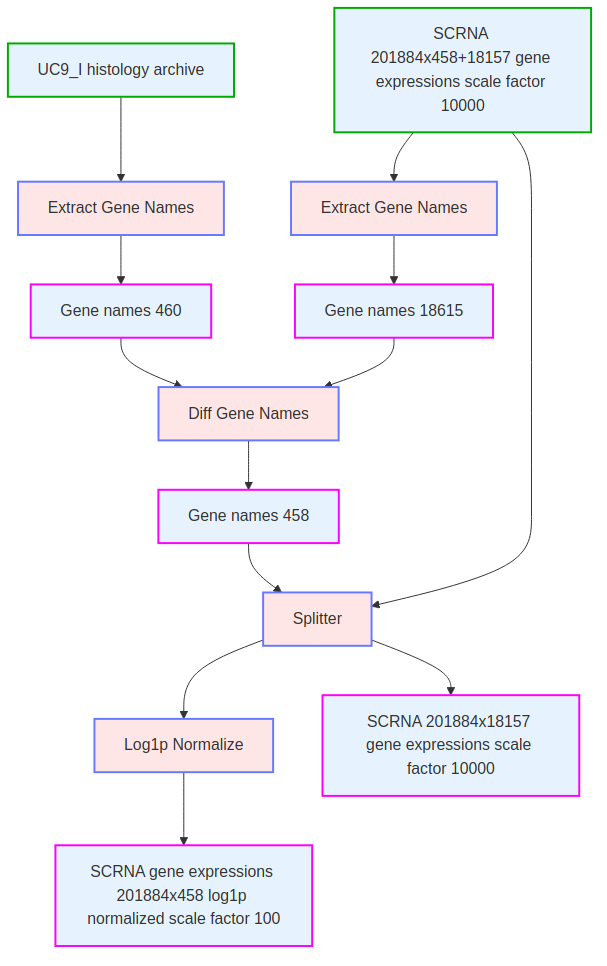 UC9_I histology archive
SCRNA
201884x458+18157 gene
expressions scale factor
10000
Extract Gene Names
Extract Gene Names
Gene names 460
Gene names 18615
Diff Gene Names
Gene names 458
Splitter
Log1p Normalize
SCRNA 201884x18157
gene expressions scale
factor 10000
SCRNA gene expressions
201884x458 log1p
normalized scale factor 100